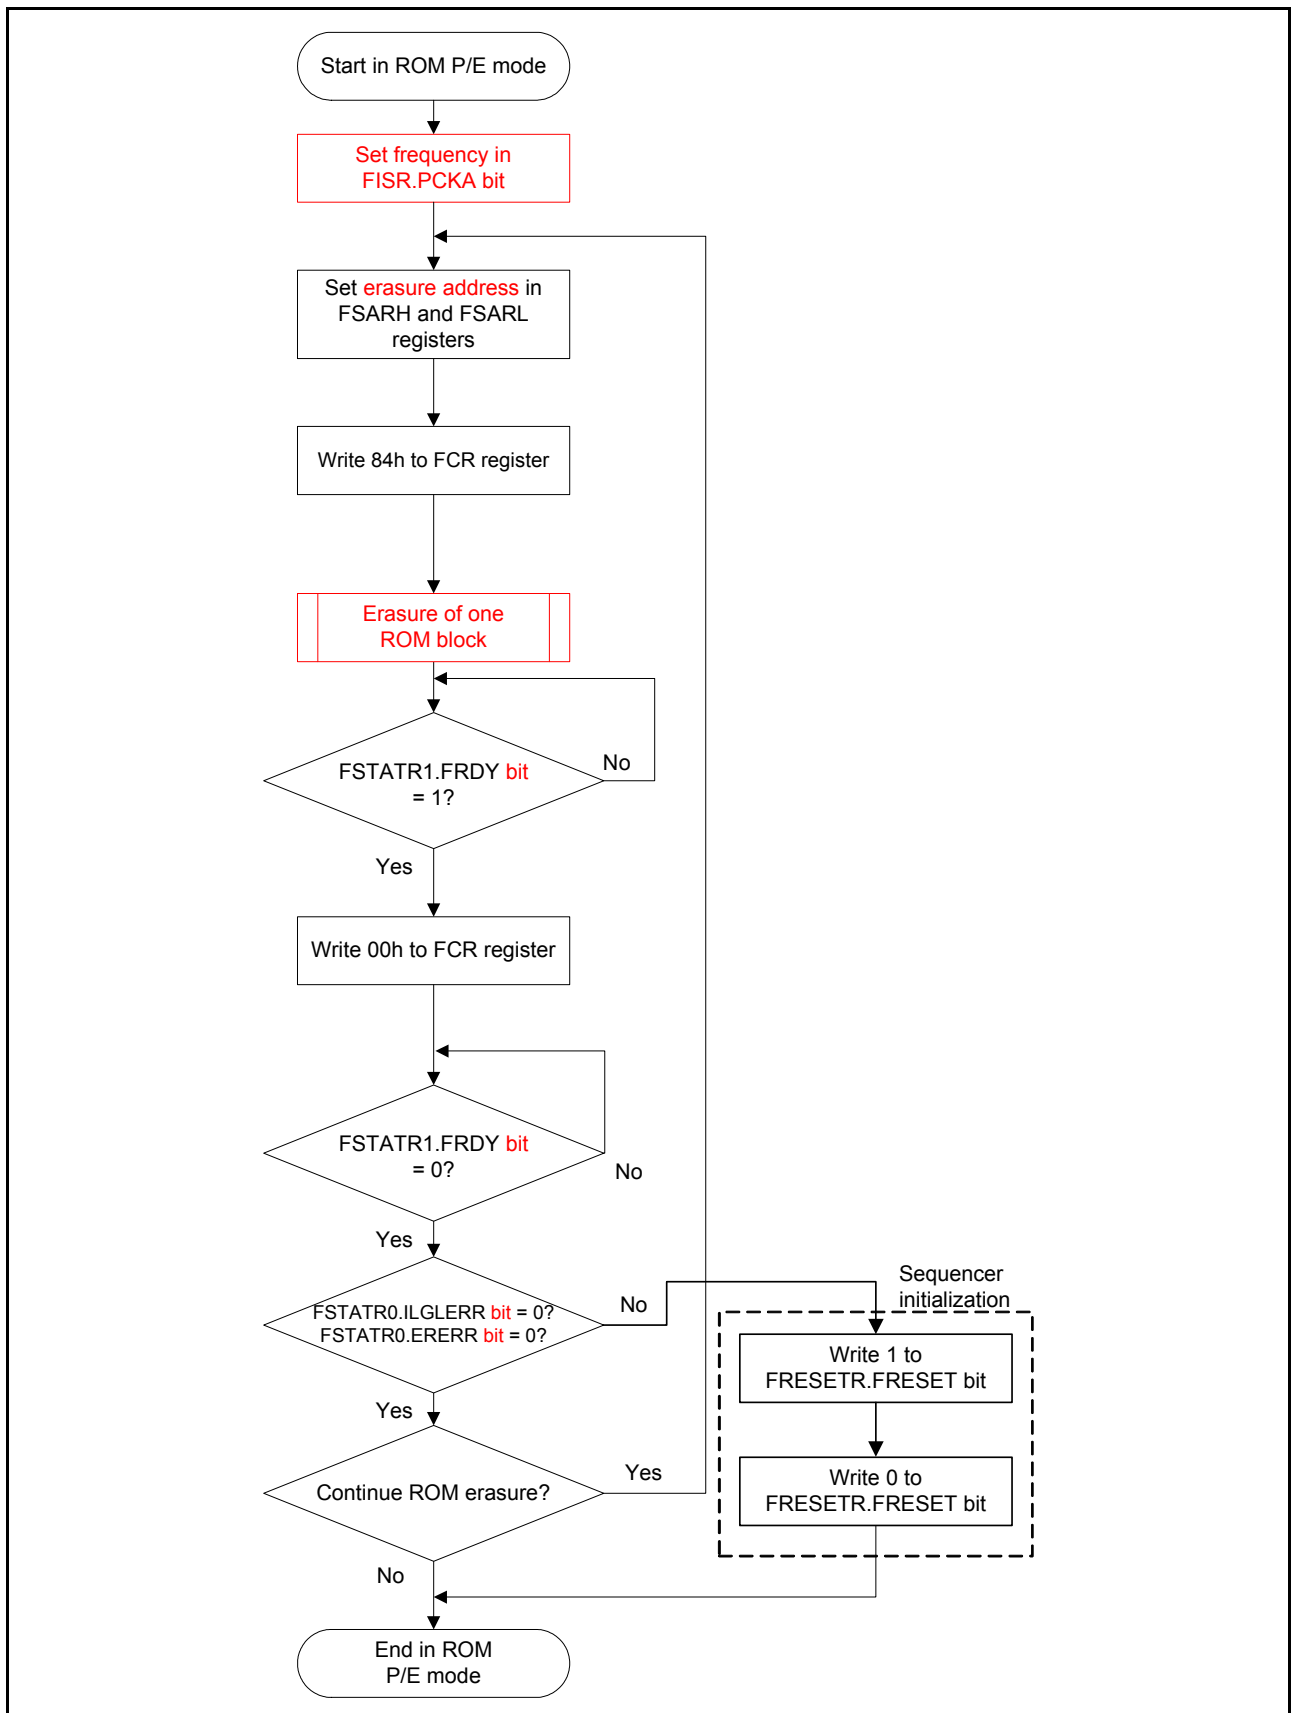 Start in ROM P/E mode
Set frequency in
FISR.PCKA bit
Set erasure address in
FSARH and FSARL
registers
Write 84h to FCR register
Erasure of one
ROM block
FSTATR1.FRDY bit
= 1?
No
Yes
Write 00h to FCR register
FSTATR1.FRDY bit
= 0?
No
Yes
FSTATR0.ILGLERR bit = 0?
FSTATR0.ERERR bit = 0?
No
Yes
Sequencer
initialization
Write 1 to
FRESETR.FRESET bit
Write 0 to
FRESETR.FRESET bit
Continue ROM erasure?
Yes
No
End in ROM
P/E mode